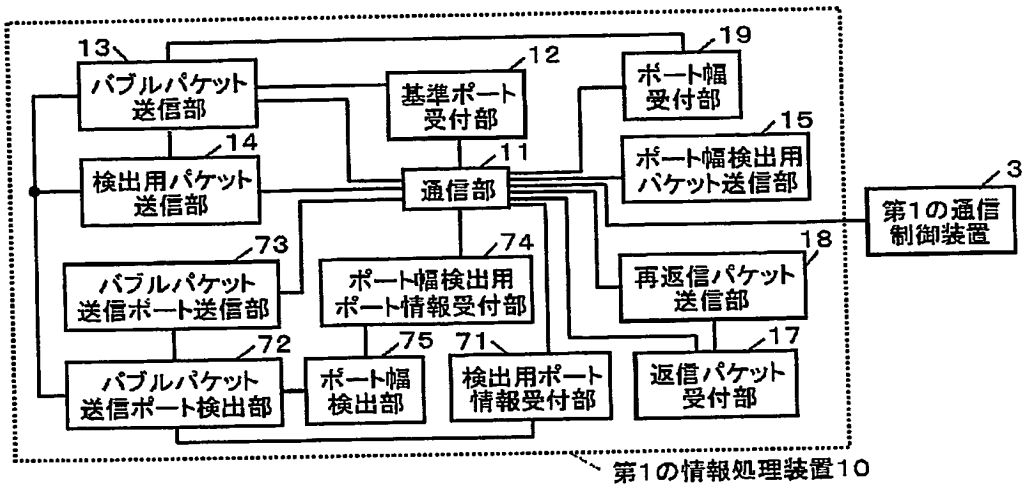 13
バブルパケット
送信部
12
基準ポート
受付部
19
ポート幅
受付部
14
検出用パケット
送信部
11
通信部
15
ポート幅検出用
パケット送信部
3
第1の通信
制御装置
73
バブルパケット
送信ポート送信部
74
ポート幅検出用
ポート情報受付部
18
再返信パケット
送信部
72
バブルパケット
送信ポート検出部
75
ポート幅
検出部
71
検出用ポート
情報受付部
17
返信パケット
受付部
第1の情報処理装置10